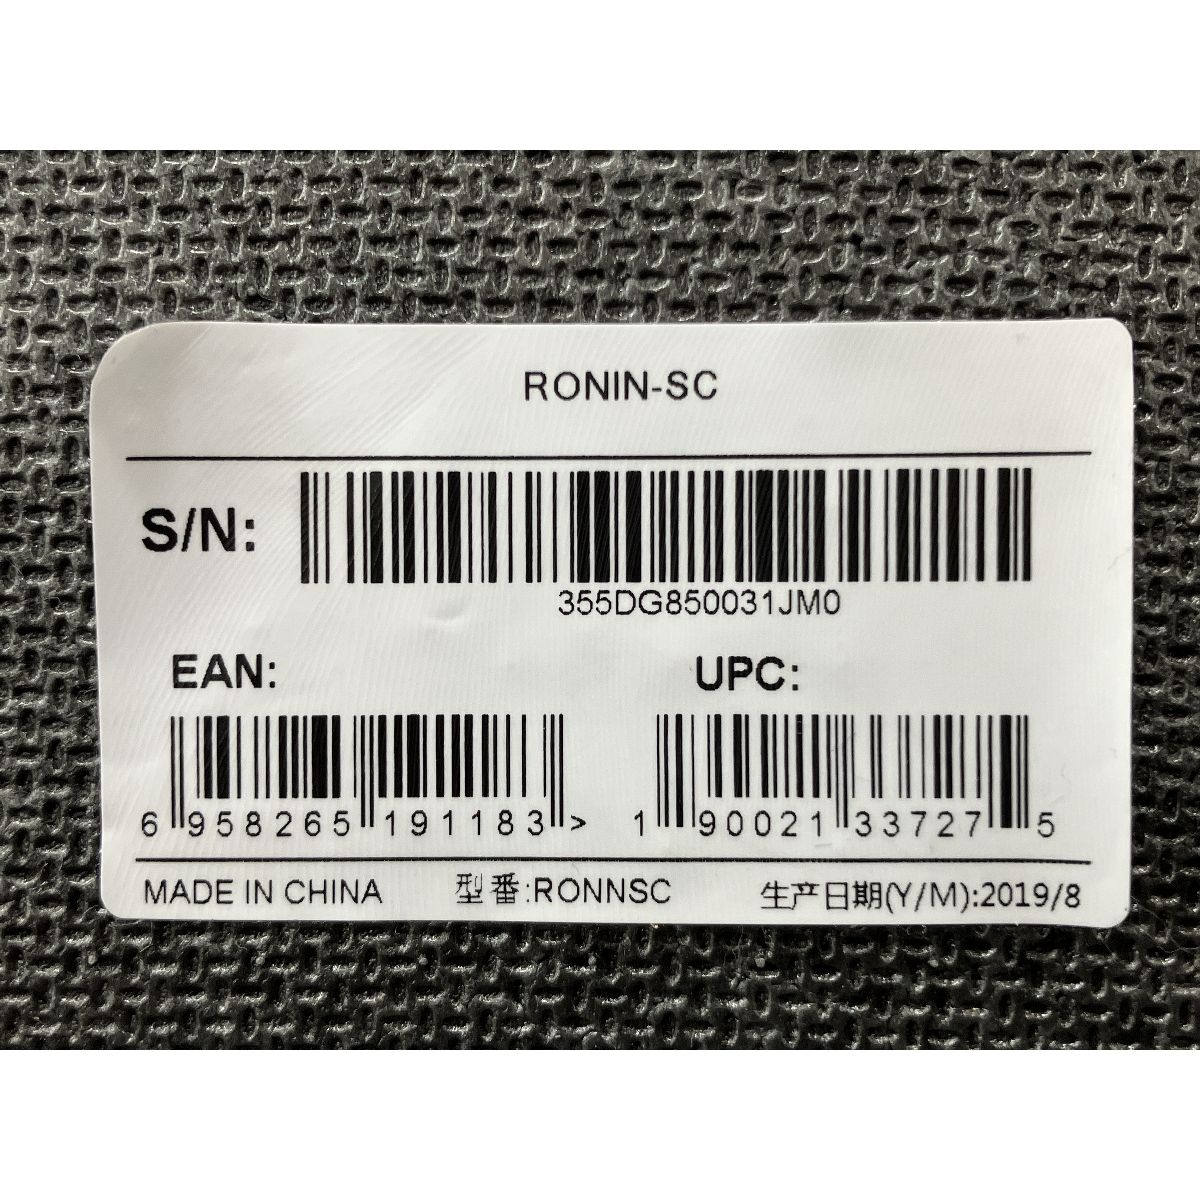 RONIN-SC
S/N:
355DG850031JM0
EAN: UPC:
6 958265 191183 > 1 90021 33727 5
MADE IN CHINA 型番:RONNSC 生产日期(Y/M):2019/8